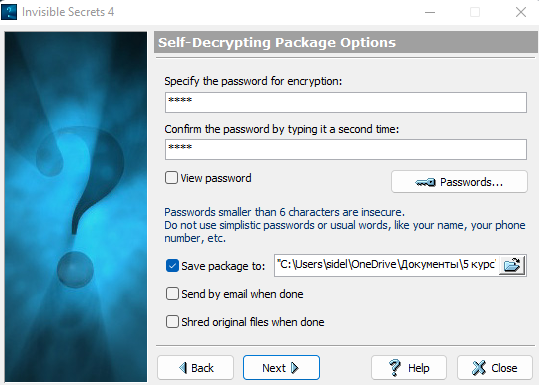 Invisible Secrets 4
Self-Decrypting Package Options
Specify the password for encryption:
****
Confirm the password by typing it a second time:
****
View password
Passwords...
Passwords smaller than 6 characters are insecure.
Do not use simplistic passwords or usual words, like your name, your phone
number, etc.
Save package to: "C:\Users\sidel\OneDrive\Документы\5 курс\
Send by email when done
Shred original files when done
Back Next Help Close